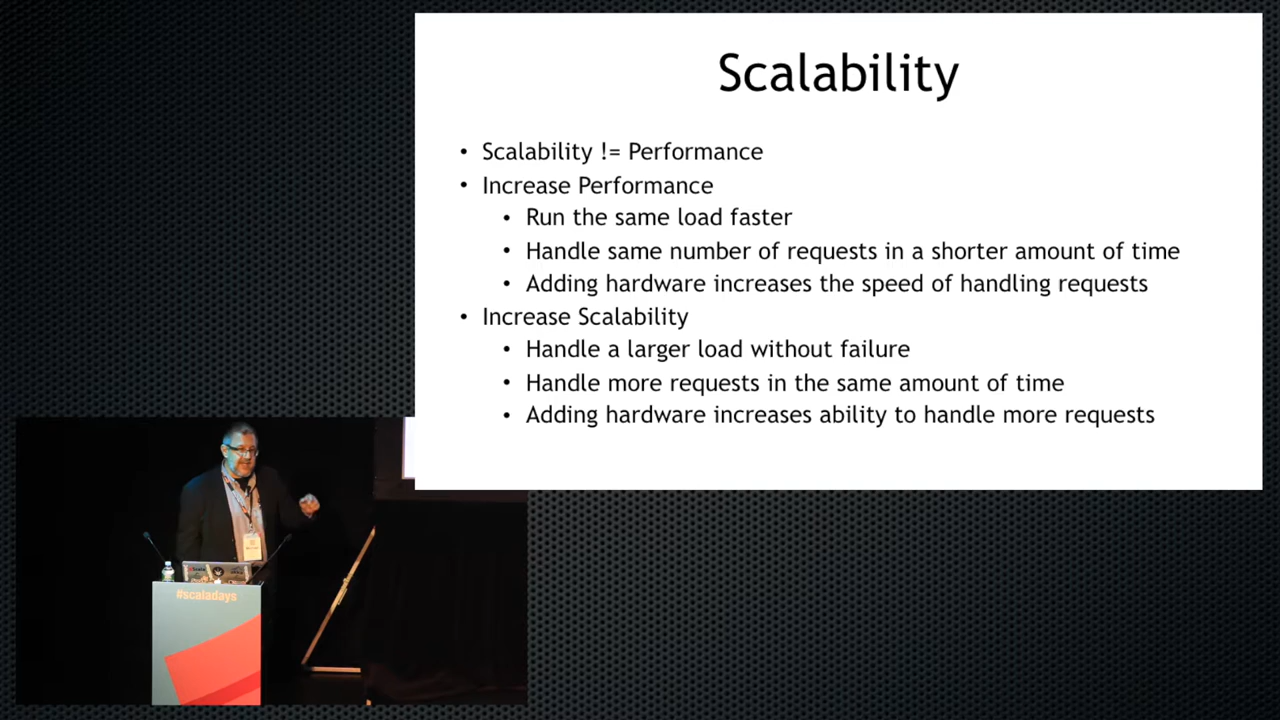 Scalability
• Scalability != Performance
• Increase Performance
• Run the same load faster
• Handle same number of requests in a shorter amount of time
• Adding hardware increases the speed of handling requests
• Increase Scalability
• Handle a larger load without failure
• Handle more requests in the same amount of time
• Adding hardware increases ability to handle more requests
#scaladays